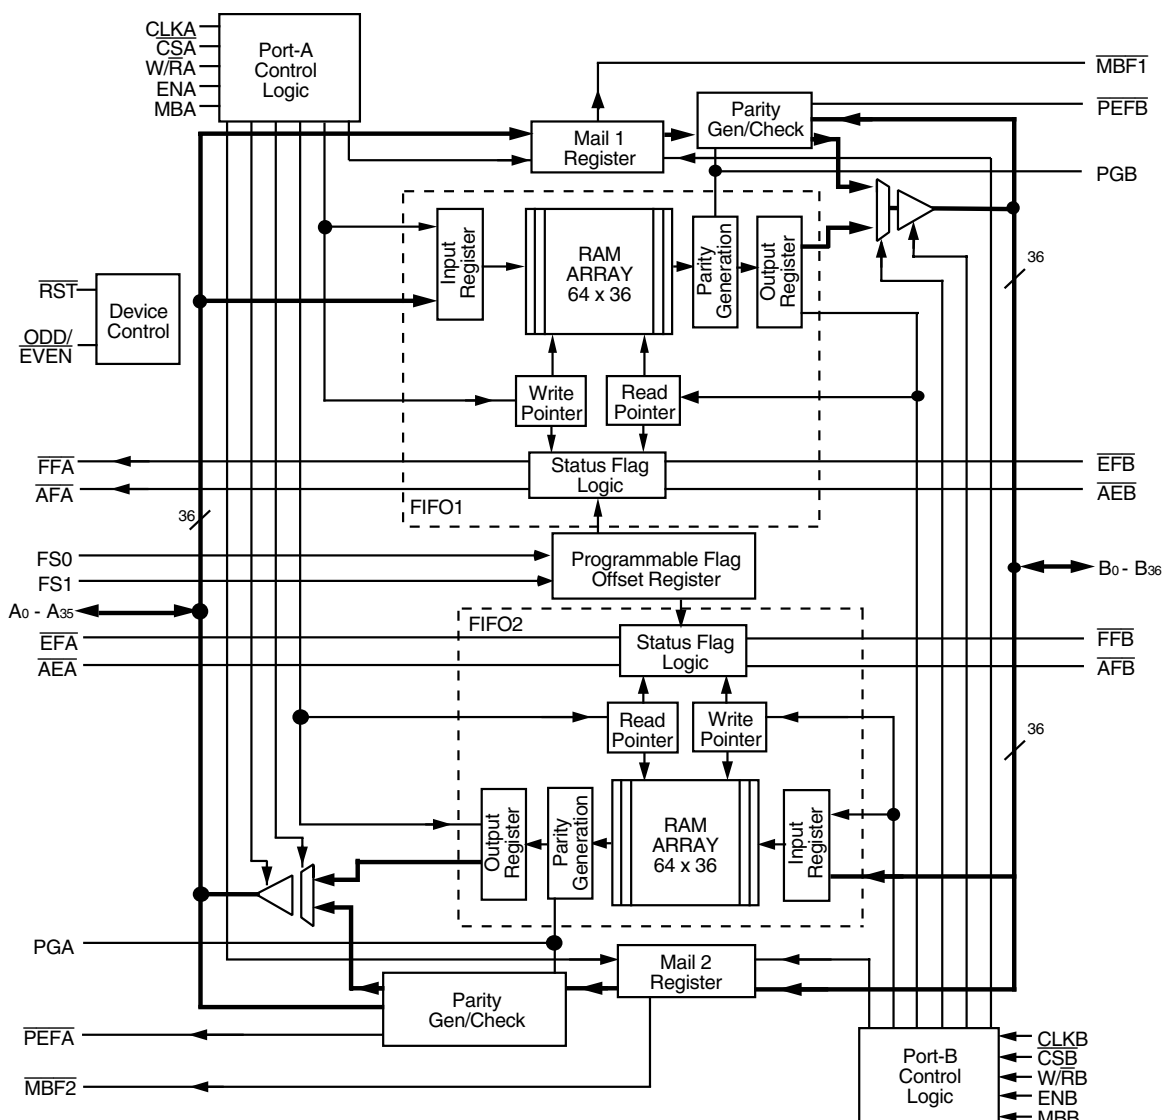 CLKA
CSA
W/RA
ENA
MBA
Port-A
Control
Logic
MBF1
PEFB
PGB
Parity
Gen/Check
Mail 1
Register
36
Input
Register
RAM
ARRAY
64 x 36
Parity
Generation
Output
Register
RST
ODD/
EVEN
Device
Control
Write
Pointer
Read
Pointer
FFA
AFA
Status Flag
Logic
EFB
AEB
FIFO1
36
FS0
FS1
Programmable Flag
Offset Register
A0 - A35
B0 - B36
FIFO2
EFA
AEA
Status Flag
Logic
FFB
AFB
Read
Pointer
Write
Pointer
36
Output
Register
Parity
Generation
RAM
ARRAY
64 x 36
Input
Register
PGA
Mail 2
Register
Parity
Gen/Check
PEFA
MBF2
Port-B
Control
Logic
CLKB
CSB
W/RB
ENB
MBB